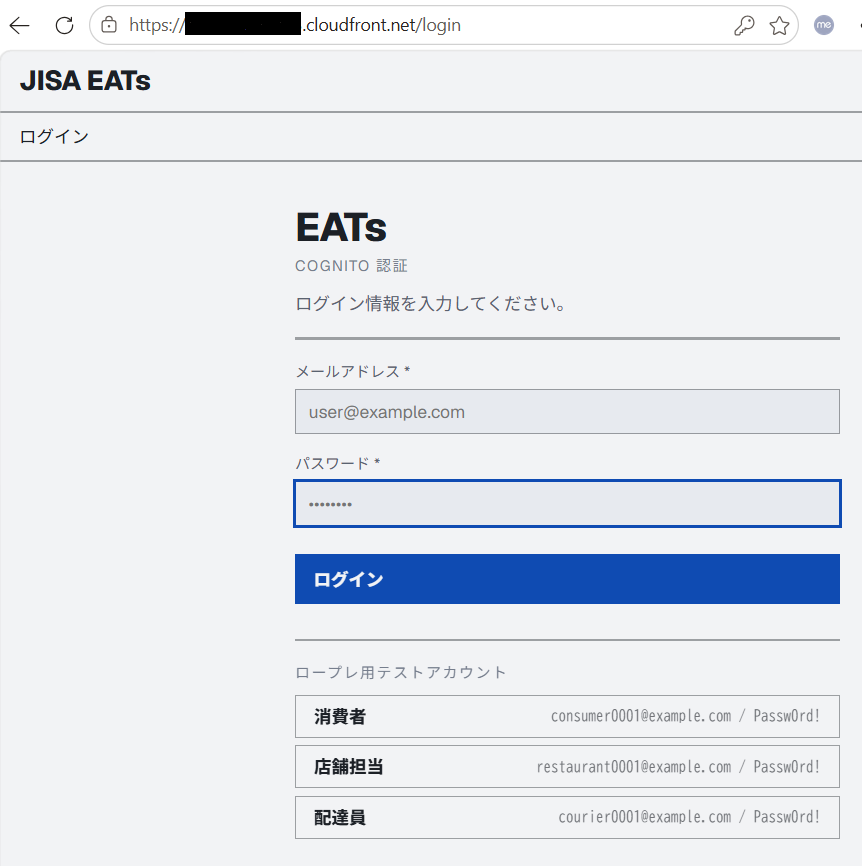 https://.cloudfront.net/login
me
JISA EATs
ログイン
EATs
COGNITO 認証
ログイン情報を入力してください。
メールアドレス *
user@example.com
パスワード *
••••••••
ログイン
ロープレ用テストアカウント
消費者 consumer0001@example.com / Passw0rd!
店舗担当 restaurant0001@example.com / Passw0rd!
配達員 courier0001@example.com / Passw0rd!